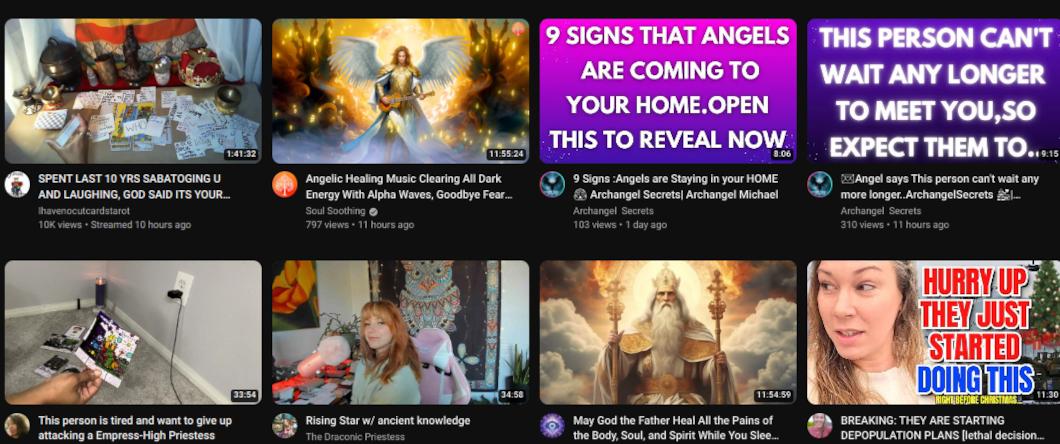 9 SIGNS THAT ANGELS
ARE COMING TO
YOUR HOME.OPEN
THIS TO REVEAL NOW
THIS PERSON CAN'T
WAIT ANY LONGER
TO MEET YOU,SO
EXPECT THEM TO..
WHO
1:41:32
11:55:24
8:06
9:15
SPENT LAST 10 YRS SABATOGING U
AND LAUGHING, GOD SAID ITS YOUR...
Ihavenocutcardstarot
10K views • Streamed 10 hours ago
Angelic Healing Music Clearing All Dark
Energy With Alpha Waves, Goodbye Fear...
Soul Soothing
797 views • 11 hours ago
9 Signs :Angels are Staying in your HOME
😱 Archangel Secrets| Archangel Michael
Archangel Secrets
103 views • 1 day ago
✉Angel says This person can't wait any
more longer..ArchangelSecrets |...
Archangel Secrets
310 views • 11 hours ago
HURRY UP
THEY JUST
STARTED
DOING THIS
RIGHT BEFORE CHRISTMAS...
33:54
34:58
11:54:59
11:30
This person is tired and want to give up
attacking a Empress-High Priestess
Rising Star w/ ancient knowledge
The Draconic Priestess
May God the Father Heal All the Pains of
the Body, Soul, and Spirit While You Slee...
BREAKING: THEY ARE STARTING
DEPOPULATION PLANS [lethal decision...